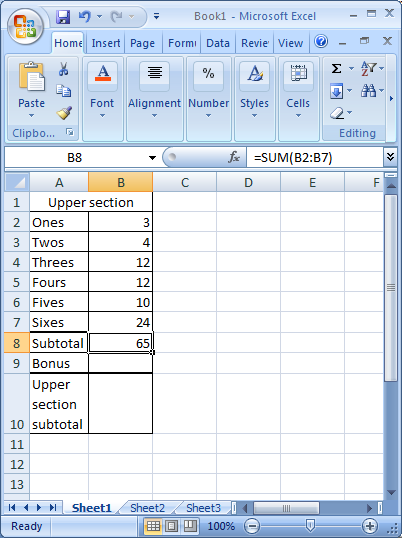 Book1 - Microsoft Excel
Home Insert Page Formu Data Revie View
Paste Font Alignment % Number Styles Cells Σ
Clipbo... Editing
B8 fx =SUM(B2:B7)
A B C D E F
1 Upper section
2 Ones 3
3 Twos 4
4 Threes 12
5 Fours 12
6 Fives 10
7 Sixes 24
8 Subtotal 65
9 Bonus
Upper
section
10 subtotal
11
12
13
Sheet1 Sheet2 Sheet3
Ready 100%